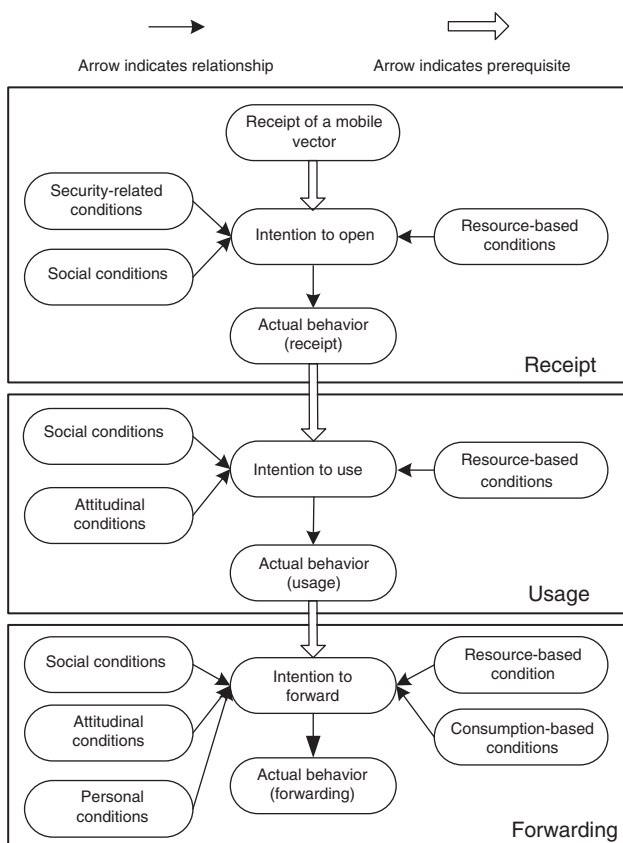 Arrow indicates relationship
Arrow indicates prerequisite
Receipt of a mobile
vector
Security-related
conditions
Intention to open
Resource-based
conditions
Social conditions
Actual behavior
(receipt)
Receipt
Social conditions
Intention to use
Resource-based
conditions
Attitudinal
conditions
Actual behavior
(usage)
Usage
Social conditions
Intention to
forward
Resource-based
condition
Attitudinal
conditions
Consumption-based
conditions
Actual behavior
(forwarding)
Personal
conditions
Forwarding